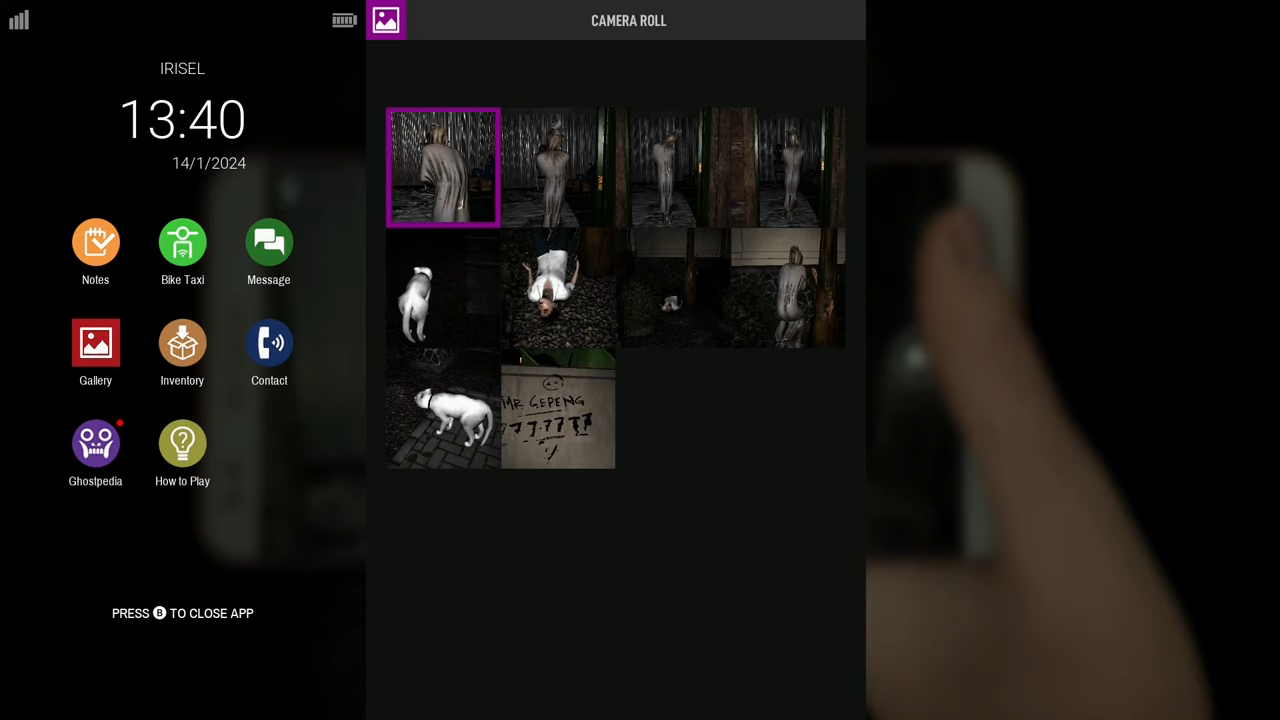 CAMERA ROLL
IRISEL
13:40
14/1/2024
Notes
Bike Taxi
Message
Gallery
Inventory
Contact
Ghostpedia
How to Play
PRESS B TO CLOSE APP
MR GEPENG